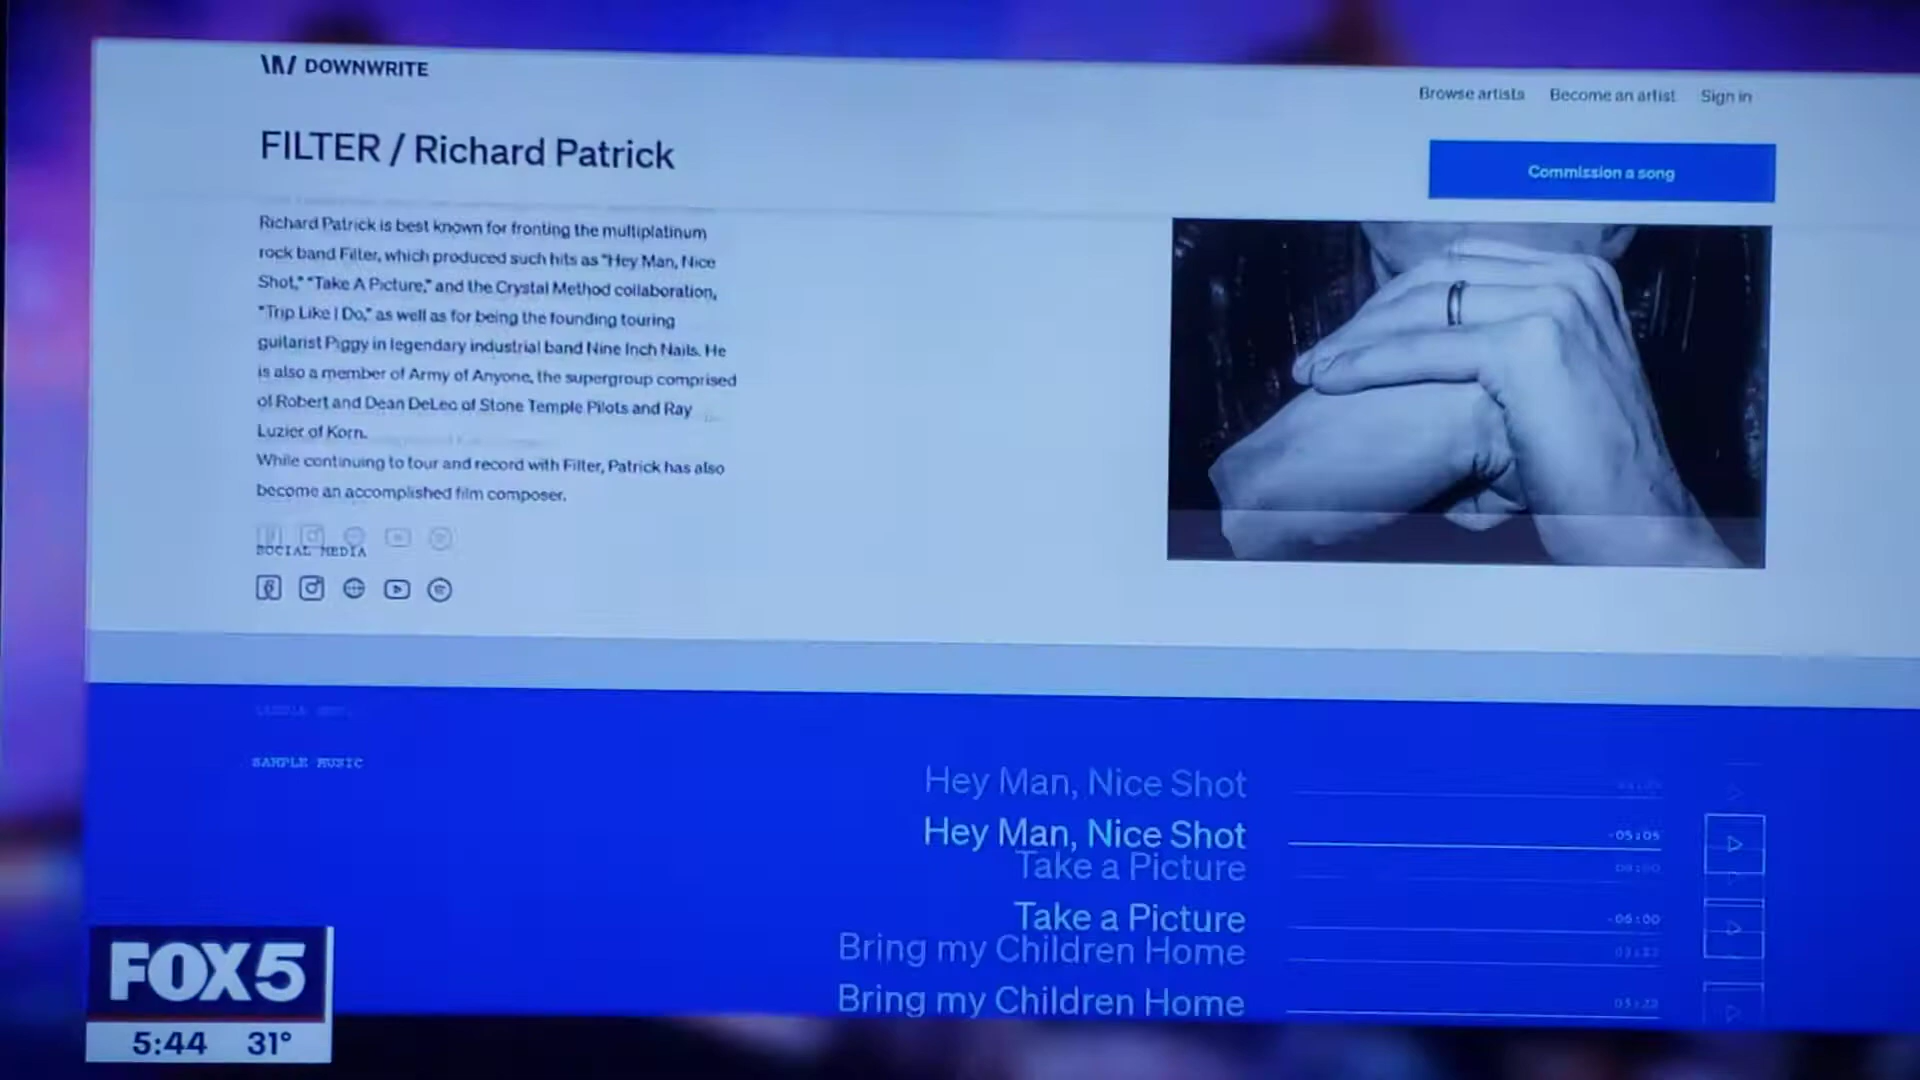 DOWNWRITE
Browse artists Become an artist Sign in
FILTER / Richard Patrick
Commission a song
Richard Patrick is best known for fronting the multiplatinum
rock band Filter, which produced such hits as "Hey Man, Nice
Shot," "Take A Picture," and the Crystal Method collaboration,
"Trip Like I Do," as well as for being the founding touring
guitarist Piggy in legendary industrial band Nine Inch Nails. He
is also a member of Army of Anyone, the supergroup comprised
of Robert and Dean DeLeo of Stone Temple Pilots and Ray
Luzier of Korn.
While continuing to tour and record with Filter, Patrick has also
become an accomplished film composer.
SOCIAL MEDIA
SAMPLE MUSIC
Hey Man, Nice Shot
Hey Man, Nice Shot -05:05
Take a Picture
Take a Picture -06:00
Bring my Children Home
Bring my Children Home 03:22
FOX 5
5:44 31°